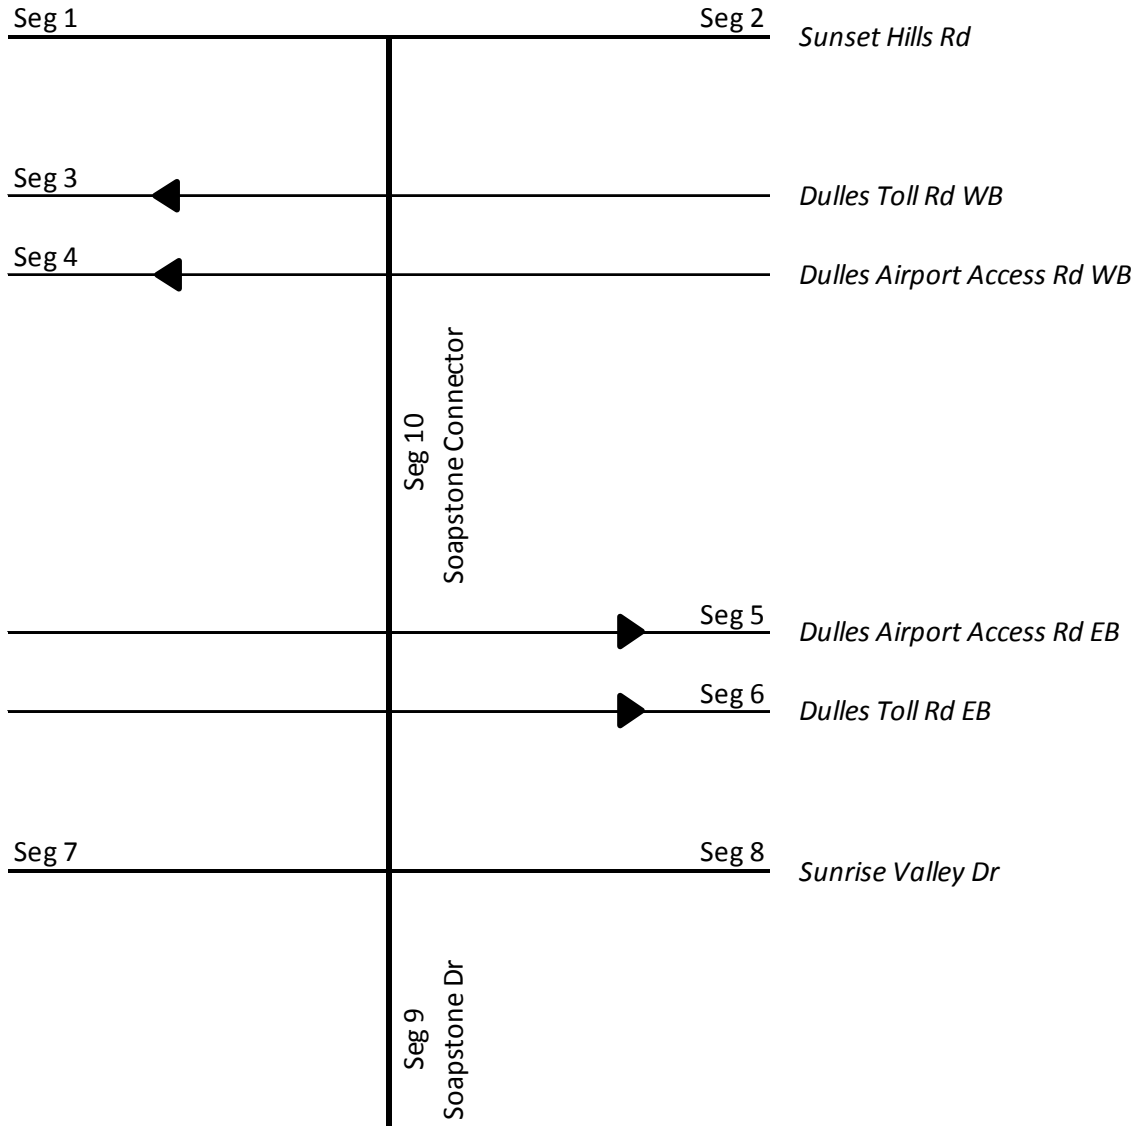 Seg 1
Seg 2
Sunset Hills Rd
Seg 3
Dulles Toll Rd WB
Seg 4
Dulles Airport Access Rd WB
Seg 10
Soapstone Connector
Seg 5
Dulles Airport Access Rd EB
Seg 6
Dulles Toll Rd EB
Seg 7
Seg 8
Sunrise Valley Dr
Seg 9
Soapstone Dr